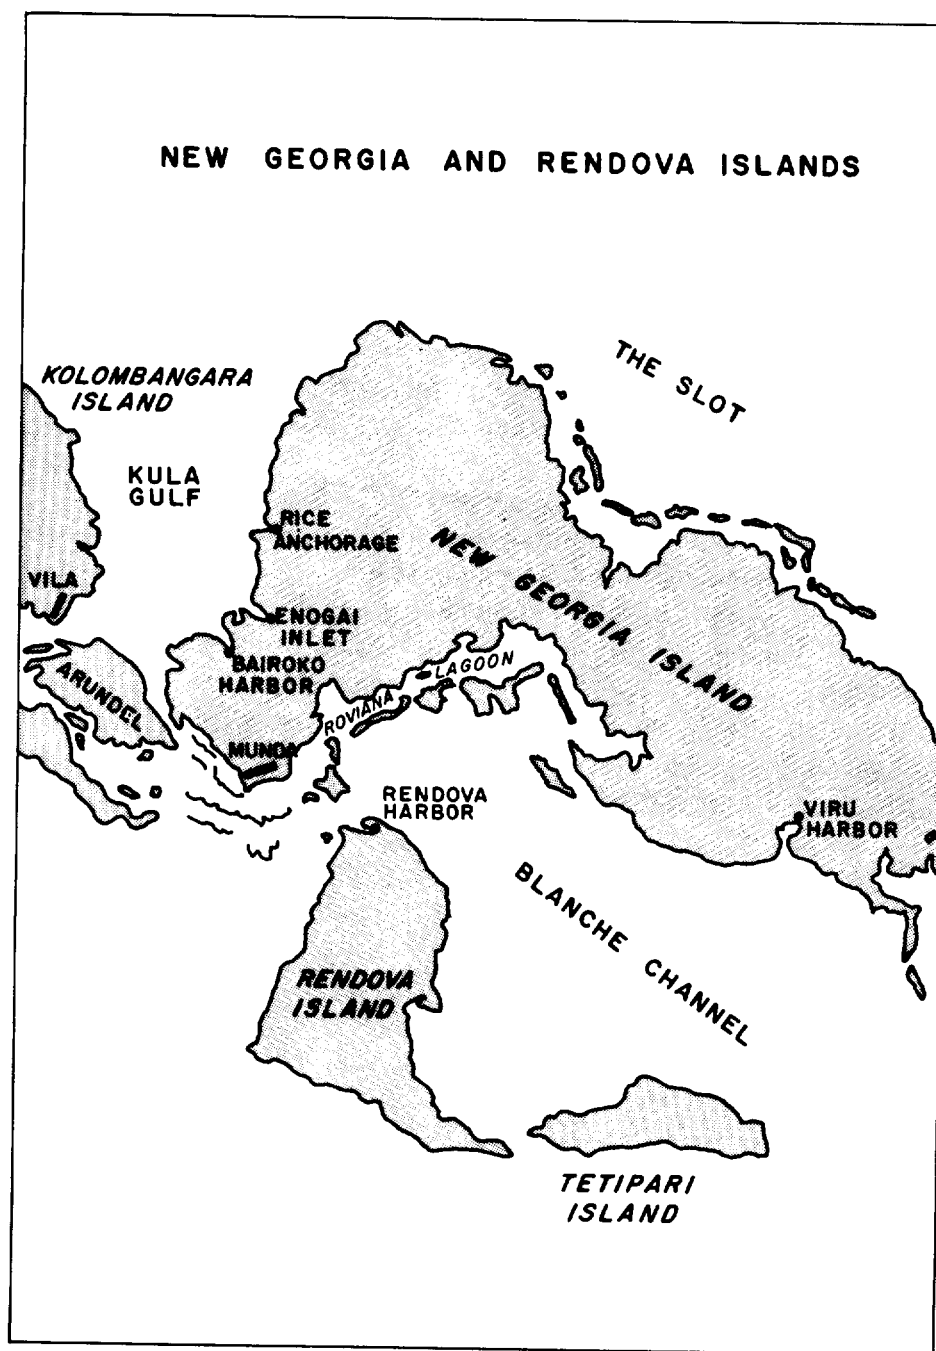 NEW GEORGIA AND RENDOVA ISLANDS
THE SLOT
KOLOMBANGARA
ISLAND
KULA
GULF
RICE
ANCHORAGE
NEW GEORGIA ISLAND
VILA
ENOGAI
INLET
BAIROKO
HARBOR
LAGOON
ARUNDEL
ROVIANA
MUNDA
RENDOVA
HARBOR
VIRU
HARBOR
BLANCHE CHANNEL
RENDOVA
ISLAND
TETIPARI
ISLAND